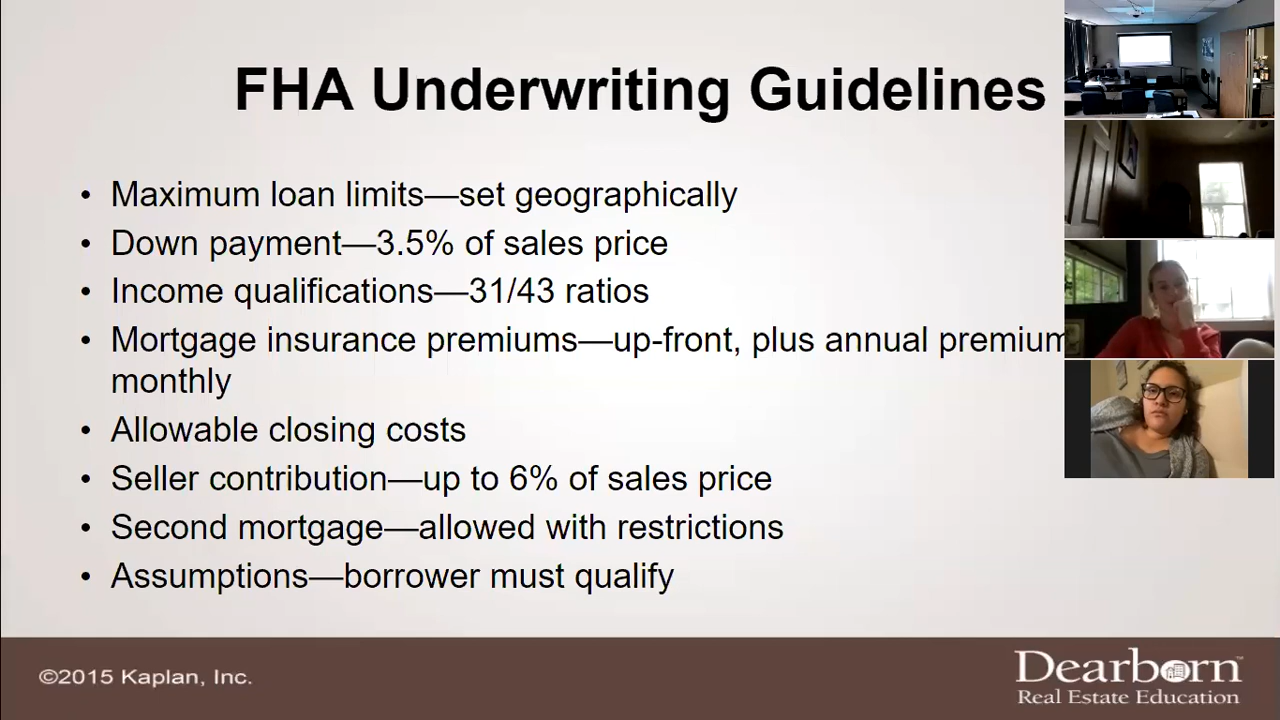 FHA Underwriting Guidelines
• Maximum loan limits—set geographically
• Down payment—3.5% of sales price
• Income qualifications—31/43 ratios
• Mortgage insurance premiums—up-front, plus annual premium
monthly
• Allowable closing costs
• Seller contribution—up to 6% of sales price
• Second mortgage—allowed with restrictions
• Assumptions—borrower must qualify
©2015 Kaplan, Inc.
Dearborn™
Real Estate Education